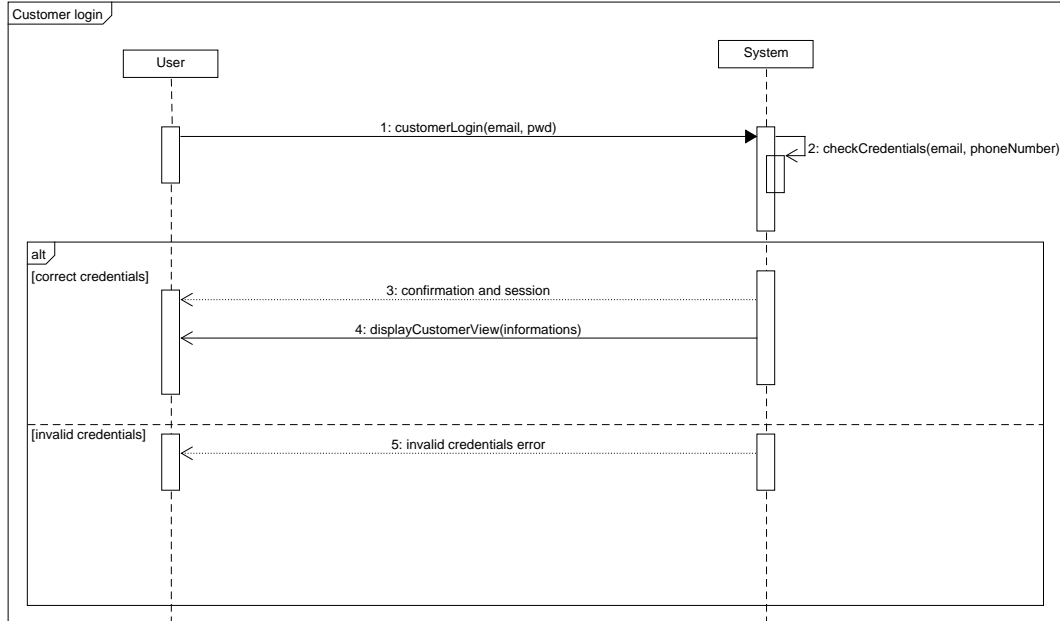 Customer login
User
System
1: customerLogin(email, pwd)
2: checkCredentials(email, phoneNumber)
alt
[correct credentials]
3: confirmation and session
4: displayCustomerView(informations)
[invalid credentials]
5: invalid credentials error